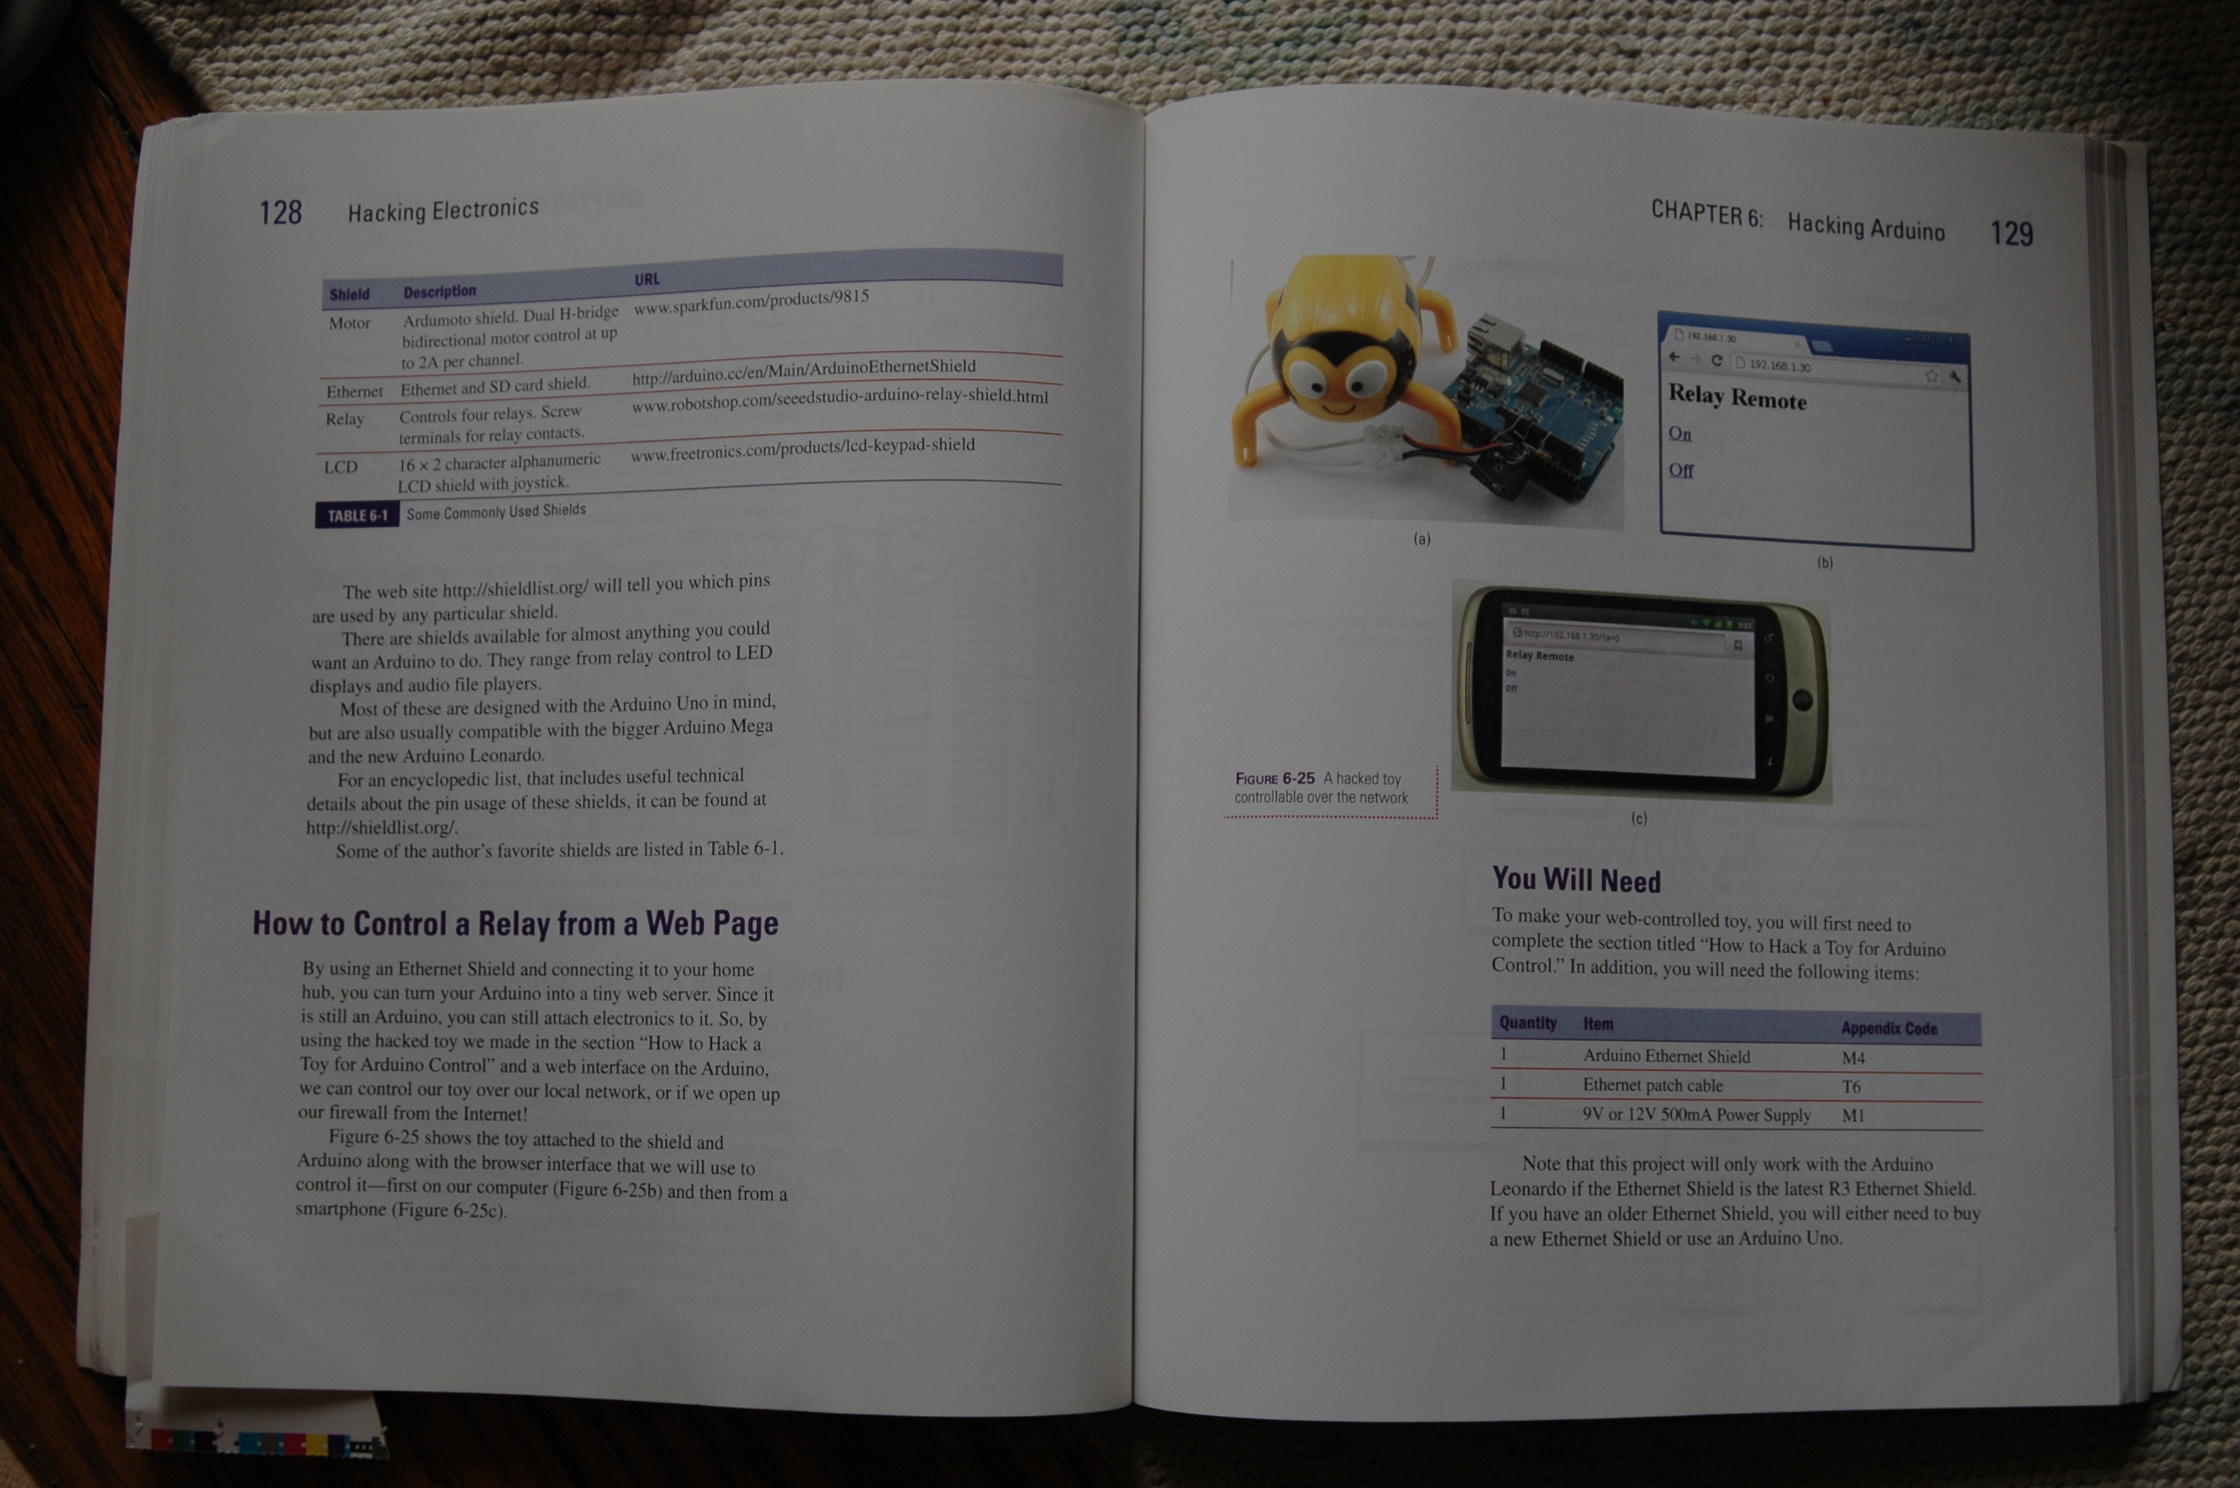 128 Hacking Electronics
Shield Description URL
Motor Ardumoto shield. Dual H-bridge www.sparkfun.com/products/9815
bidirectional motor control at up
to 2A per channel.
Ethernet Ethernet and SD card shield. http://arduino.cc/en/Main/ArduinoEthernetShield
Relay Controls four relays. Screw www.robotshop.com/seeedstudio-arduino-relay-shield.html
terminals for relay contacts.
LCD 16 × 2 character alphanumeric www.freetronics.com/products/lcd-keypad-shield
LCD shield with joystick.
TABLE 6-1 Some Commonly Used Shields
The web site http://shieldlist.org/ will tell you which pins
are used by any particular shield.
There are shields available for almost anything you could
want an Arduino to do. They range from relay control to LED
displays and audio file players.
Most of these are designed with the Arduino Uno in mind,
but are also usually compatible with the bigger Arduino Mega
and the new Arduino Leonardo.
For an encyclopedic list, that includes useful technical
details about the pin usage of these shields, it can be found at
http://shieldlist.org/.
Some of the author's favorite shields are listed in Table 6-1.
How to Control a Relay from a Web Page
By using an Ethernet Shield and connecting it to your home
hub, you can turn your Arduino into a tiny web server. Since it
is still an Arduino, you can still attach electronics to it. So, by
using the hacked toy we made in the section "How to Hack a
Toy for Arduino Control" and a web interface on the Arduino,
we can control our toy over our local network, or if we open up
our firewall from the Internet!
Figure 6-25 shows the toy attached to the shield and
Arduino along with the browser interface that we will use to
control it—first on our computer (Figure 6-25b) and then from a
smartphone (Figure 6-25c).
CHAPTER 6: Hacking Arduino 129
192.168.1.30
192.168.1.30
Relay Remote
On
Off
(a)
(b)
3:23
http://192.168.1.30/?a=0
Relay Remote
On
Off
(c)
FIGURE 6-25 A hacked toy
controllable over the network
You Will Need
To make your web-controlled toy, you will first need to
complete the section titled "How to Hack a Toy for Arduino
Control." In addition, you will need the following items:
Quantity Item Appendix Code
1 Arduino Ethernet Shield M4
1 Ethernet patch cable T6
1 9V or 12V 500mA Power Supply M1
Note that this project will only work with the Arduino
Leonardo if the Ethernet Shield is the latest R3 Ethernet Shield.
If you have an older Ethernet Shield, you will either need to buy
a new Ethernet Shield or use an Arduino Uno.